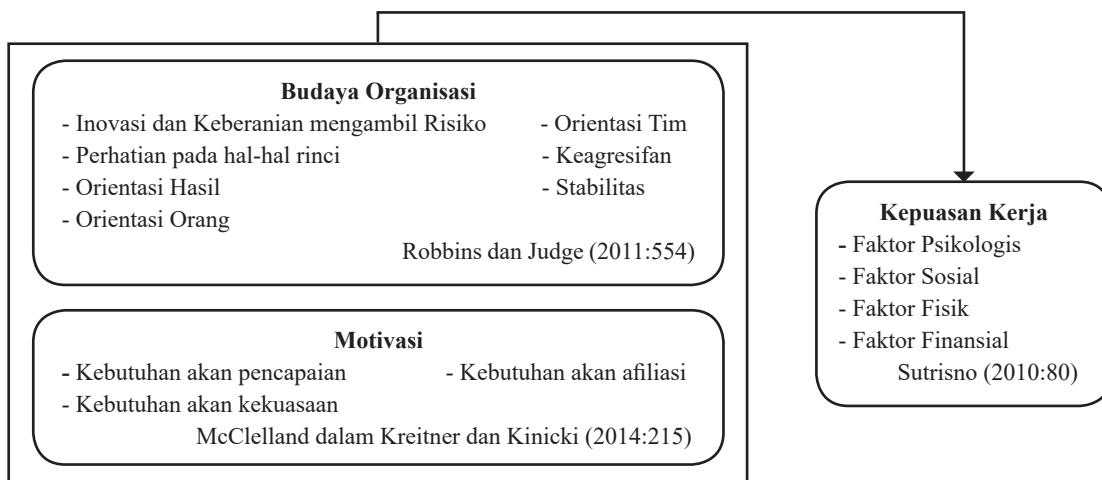 Budaya Organisasi
- Inovasi dan Keberanian mengambil Risiko - Orientasi Tim
- Perhatian pada hal-hal rinci - Keagresifan
- Orientasi Hasil - Stabilitas
- Orientasi Orang
Robbins dan Judge (2011:554)
Motivasi
- Kebutuhan akan pencapaian - Kebutuhan akan afiliasi
- Kebutuhan akan kekuasaan
McClelland dalam Kreitner dan Kinicki (2014:215)
Kepuasan Kerja
- Faktor Psikologis
- Faktor Sosial
- Faktor Fisik
- Faktor Finansial
Sutrisno (2010:80)